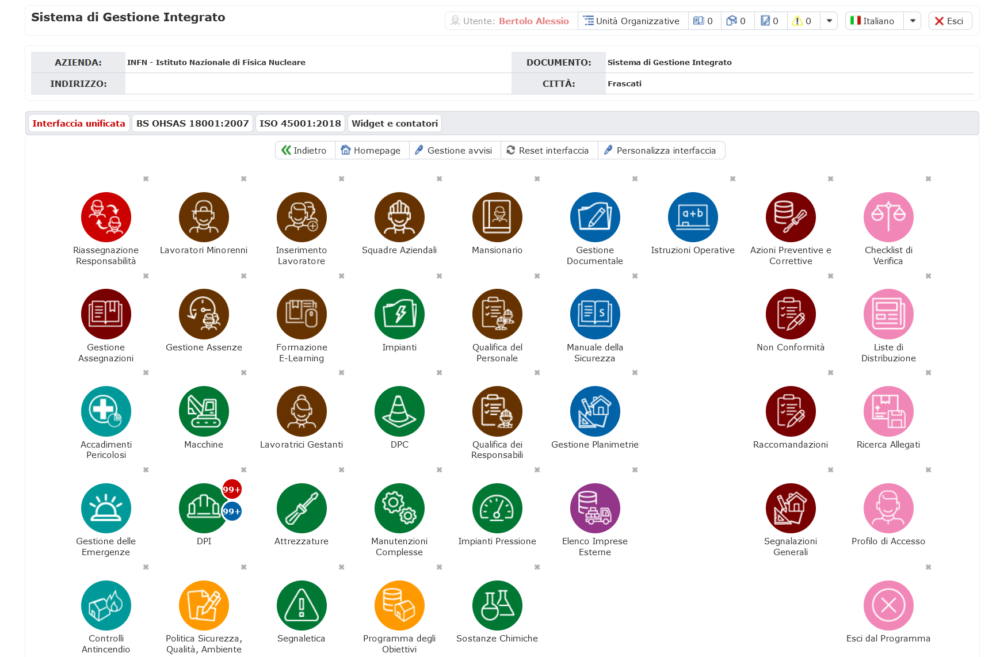 Sistema di Gestione Integrato
Utente: Bertolo Alessio
Unità Organizzative
0
0
0
0
Italiano
Esci
AZIENDA: INFN - Istituto Nazionale di Fisica Nucleare
DOCUMENTO: Sistema di Gestione Integrato
INDIRIZZO:
CITTÀ: Frascati
Interfaccia unificata
BS OHSAS 18001:2007
ISO 45001:2018
Widget e contatori
Indietro
Homepage
Gestione avvisi
Reset interfaccia
Personalizza interfaccia
a+b
Riassegnazione
Responsabilità
Lavoratori Minorenni
Inserimento
Lavoratore
Squadre Aziendali
Mansionario
Gestione
Documentale
Istruzioni Operative
Azioni Preventive e
Correttive
Checklist di
Verifica
S
Gestione
Assegnazioni
Gestione Assenze
Formazione
E-Learning
Impianti
Qualifica del
Personale
Manuale della
Sicurezza
Non Conformità
Liste di
Distribuzione
Accadimenti
Pericolosi
Macchine
Lavoratrici Gestanti
DPC
Qualifica dei
Responsabili
Gestione Planimetrie
Raccomandazioni
Ricerca Allegati
99+
99+
Gestione delle
Emergenze
DPI
Attrezzature
Manutenzioni
Complesse
Impianti Pressione
Elenco Imprese
Esterne
Segnalazioni
Generali
Profilo di Accesso
Controlli
Antincendio
Politica Sicurezza,
Qualità, Ambiente
Segnaletica
Programma degli
Obiettivi
Sostanze Chimiche
Esci dal Programma